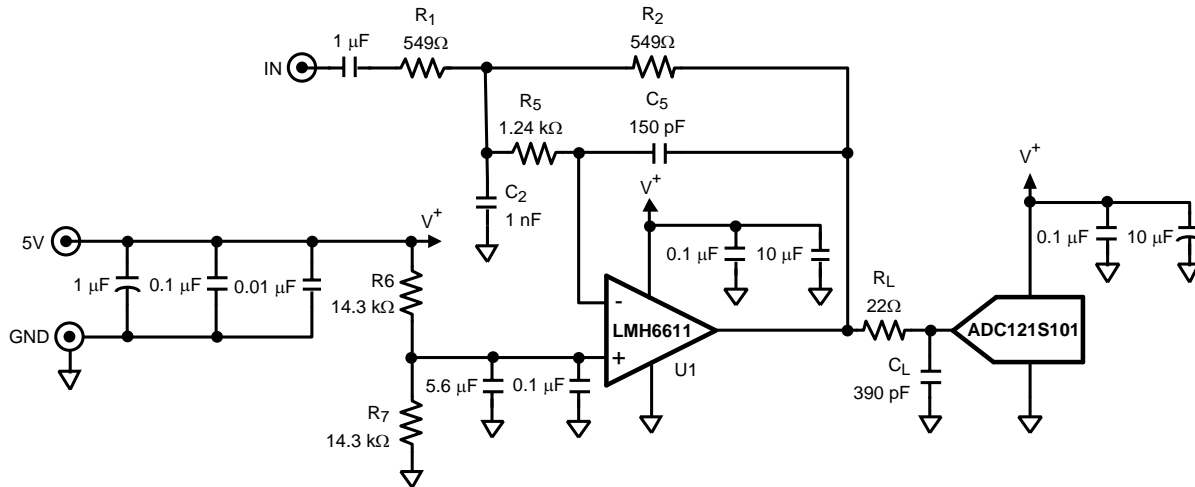 R1
549Ω
R2
549Ω
1 μF
IN
R5
1.24 kΩ
C5
150 pF
C2
1 nF
V+
V+
V+
5V
1 μF
0.1 μF
0.01 μF
R6
14.3 kΩ
0.1 μF
10 μF
0.1 μF
10 μF
RL
22Ω
GND
-
LMH6611
+
U1
ADC121S101
5.6 μF
0.1 μF
CL
390 pF
R7
14.3 kΩ